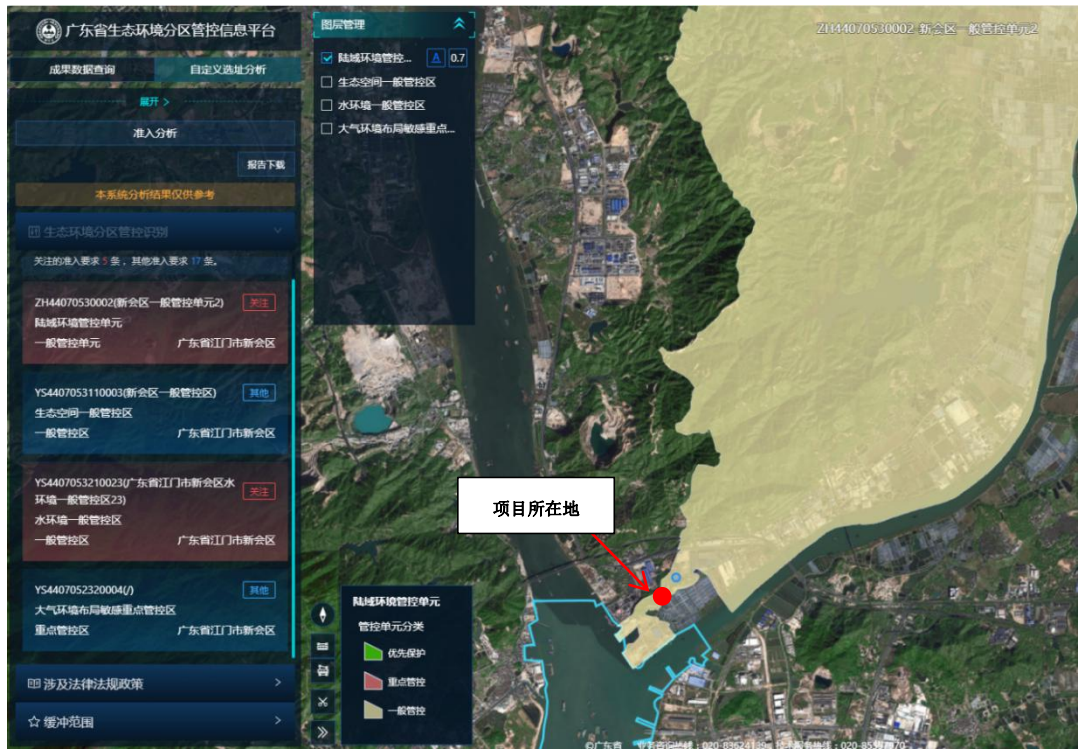 广东省生态环境分区管控信息平台
成果数据查询
自定义选址分析
展开 >
准入分析
报告下载
本系统分析结果仅供参考
生态环境分区管控识别
关注的准入要求 5 条，其他准入要求 17 条。
ZH44070530002(新会区一般管控单元2)
关注
陆域环境管控单元
一般管控单元
广东省江门市新会区
YS4407053110003(新会区一般管控区)
其他
生态空间一般管控区
一般管控区
广东省江门市新会区
YS4407053210023(广东省江门市新会区水
环境一般管控区23)
关注
水环境一般管控区
一般管控区
广东省江门市新会区
YS4407052320004(/)
其他
大气环境布局敏感重点管控区
重点管控区
广东省江门市新会区
涉及法律法规政策 >
缓冲范围 >
图层管理
陆域环境管控...
0.7
生态空间一般管控区
水环境一般管控区
大气环境布局敏感重点...
ZH44070530002 新会区一般管控单元2
项目所在地
陆域环境管控单元
管控单元分类
优先保护
重点管控
一般管控
©广东省